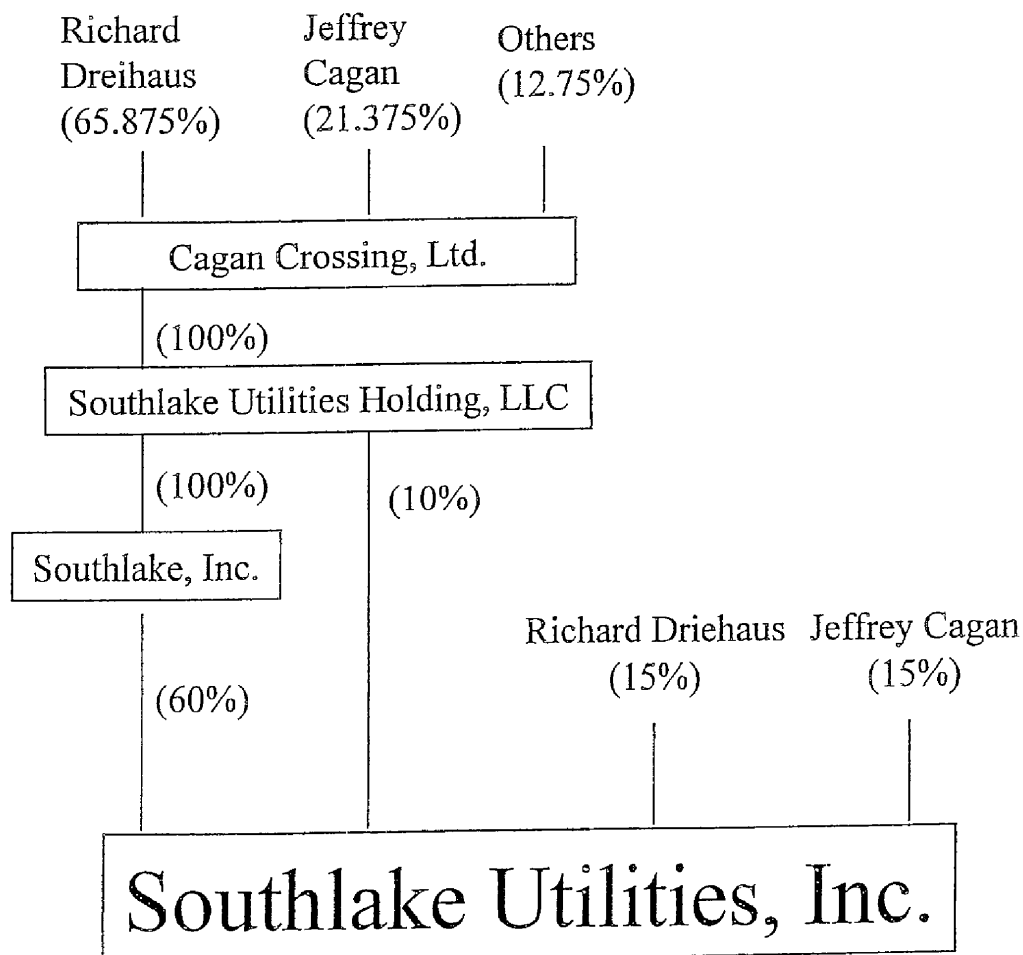 Richard
Dreihaus
(65.875%)
Jeffrey
Cagan
(21.375%)
Others
(12.75%)
Cagan Crossing, Ltd.
(100%)
Southlake Utilities Holding, LLC
(100%)
(10%)
Southlake, Inc.
(60%)
Richard Driehaus
(15%)
Jeffrey Cagan
(15%)
Southlake Utilities, Inc.